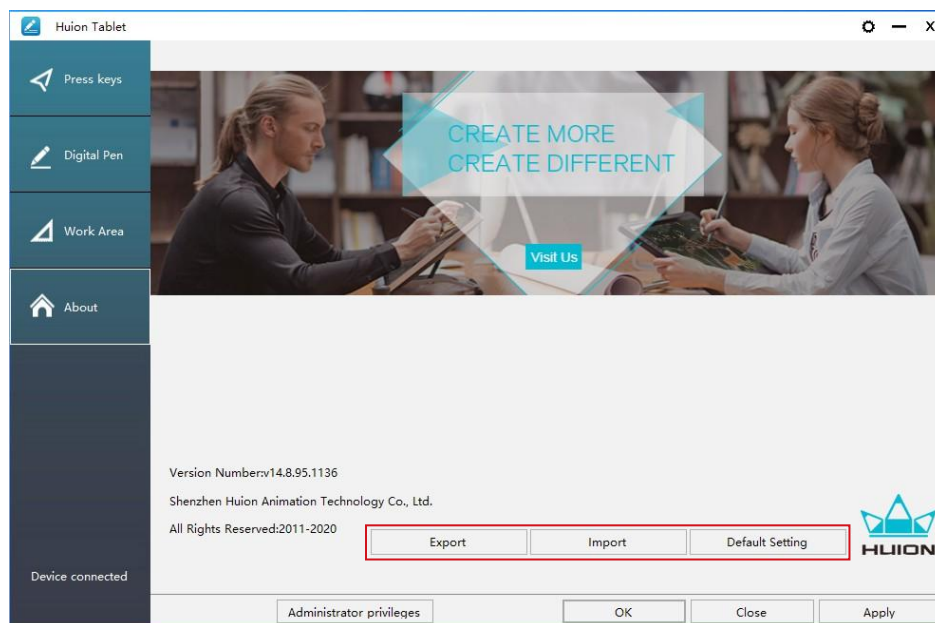 Huion Tablet
X
Press keys
Digital Pen
Work Area
About
CREATE MORE
CREATE DIFFERENT
Visit Us
Version Number:v14.8.95.1136
Shenzhen Huion Animation Technology Co., Ltd.
All Rights Reserved:2011-2020
Export Import Default Setting
HUION
Device connected
Administrator privileges OK Close Apply